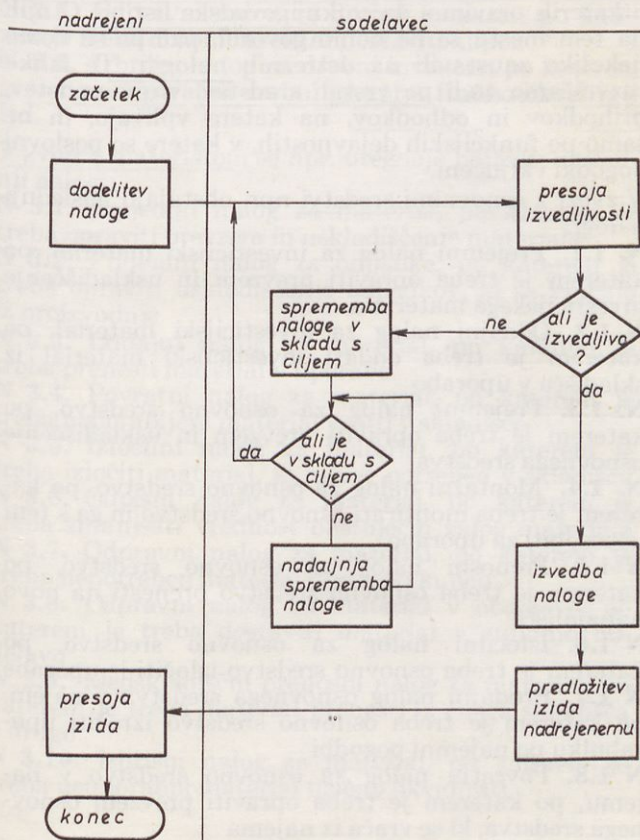 nadrejeni
sodelavec
začetek
dodelitev
naloge
presoja
izvedljivosti
ali je
izvedljivo
?
ne
da
sprememba
naloge v
skladu s
ciljem
ali je
v skladu s
ciljem
?
da
ne
nadaljnja
sprememba
naloge
izvedba
naloge
predložitev
izida
nadrejenemu
presoja
izida
konec